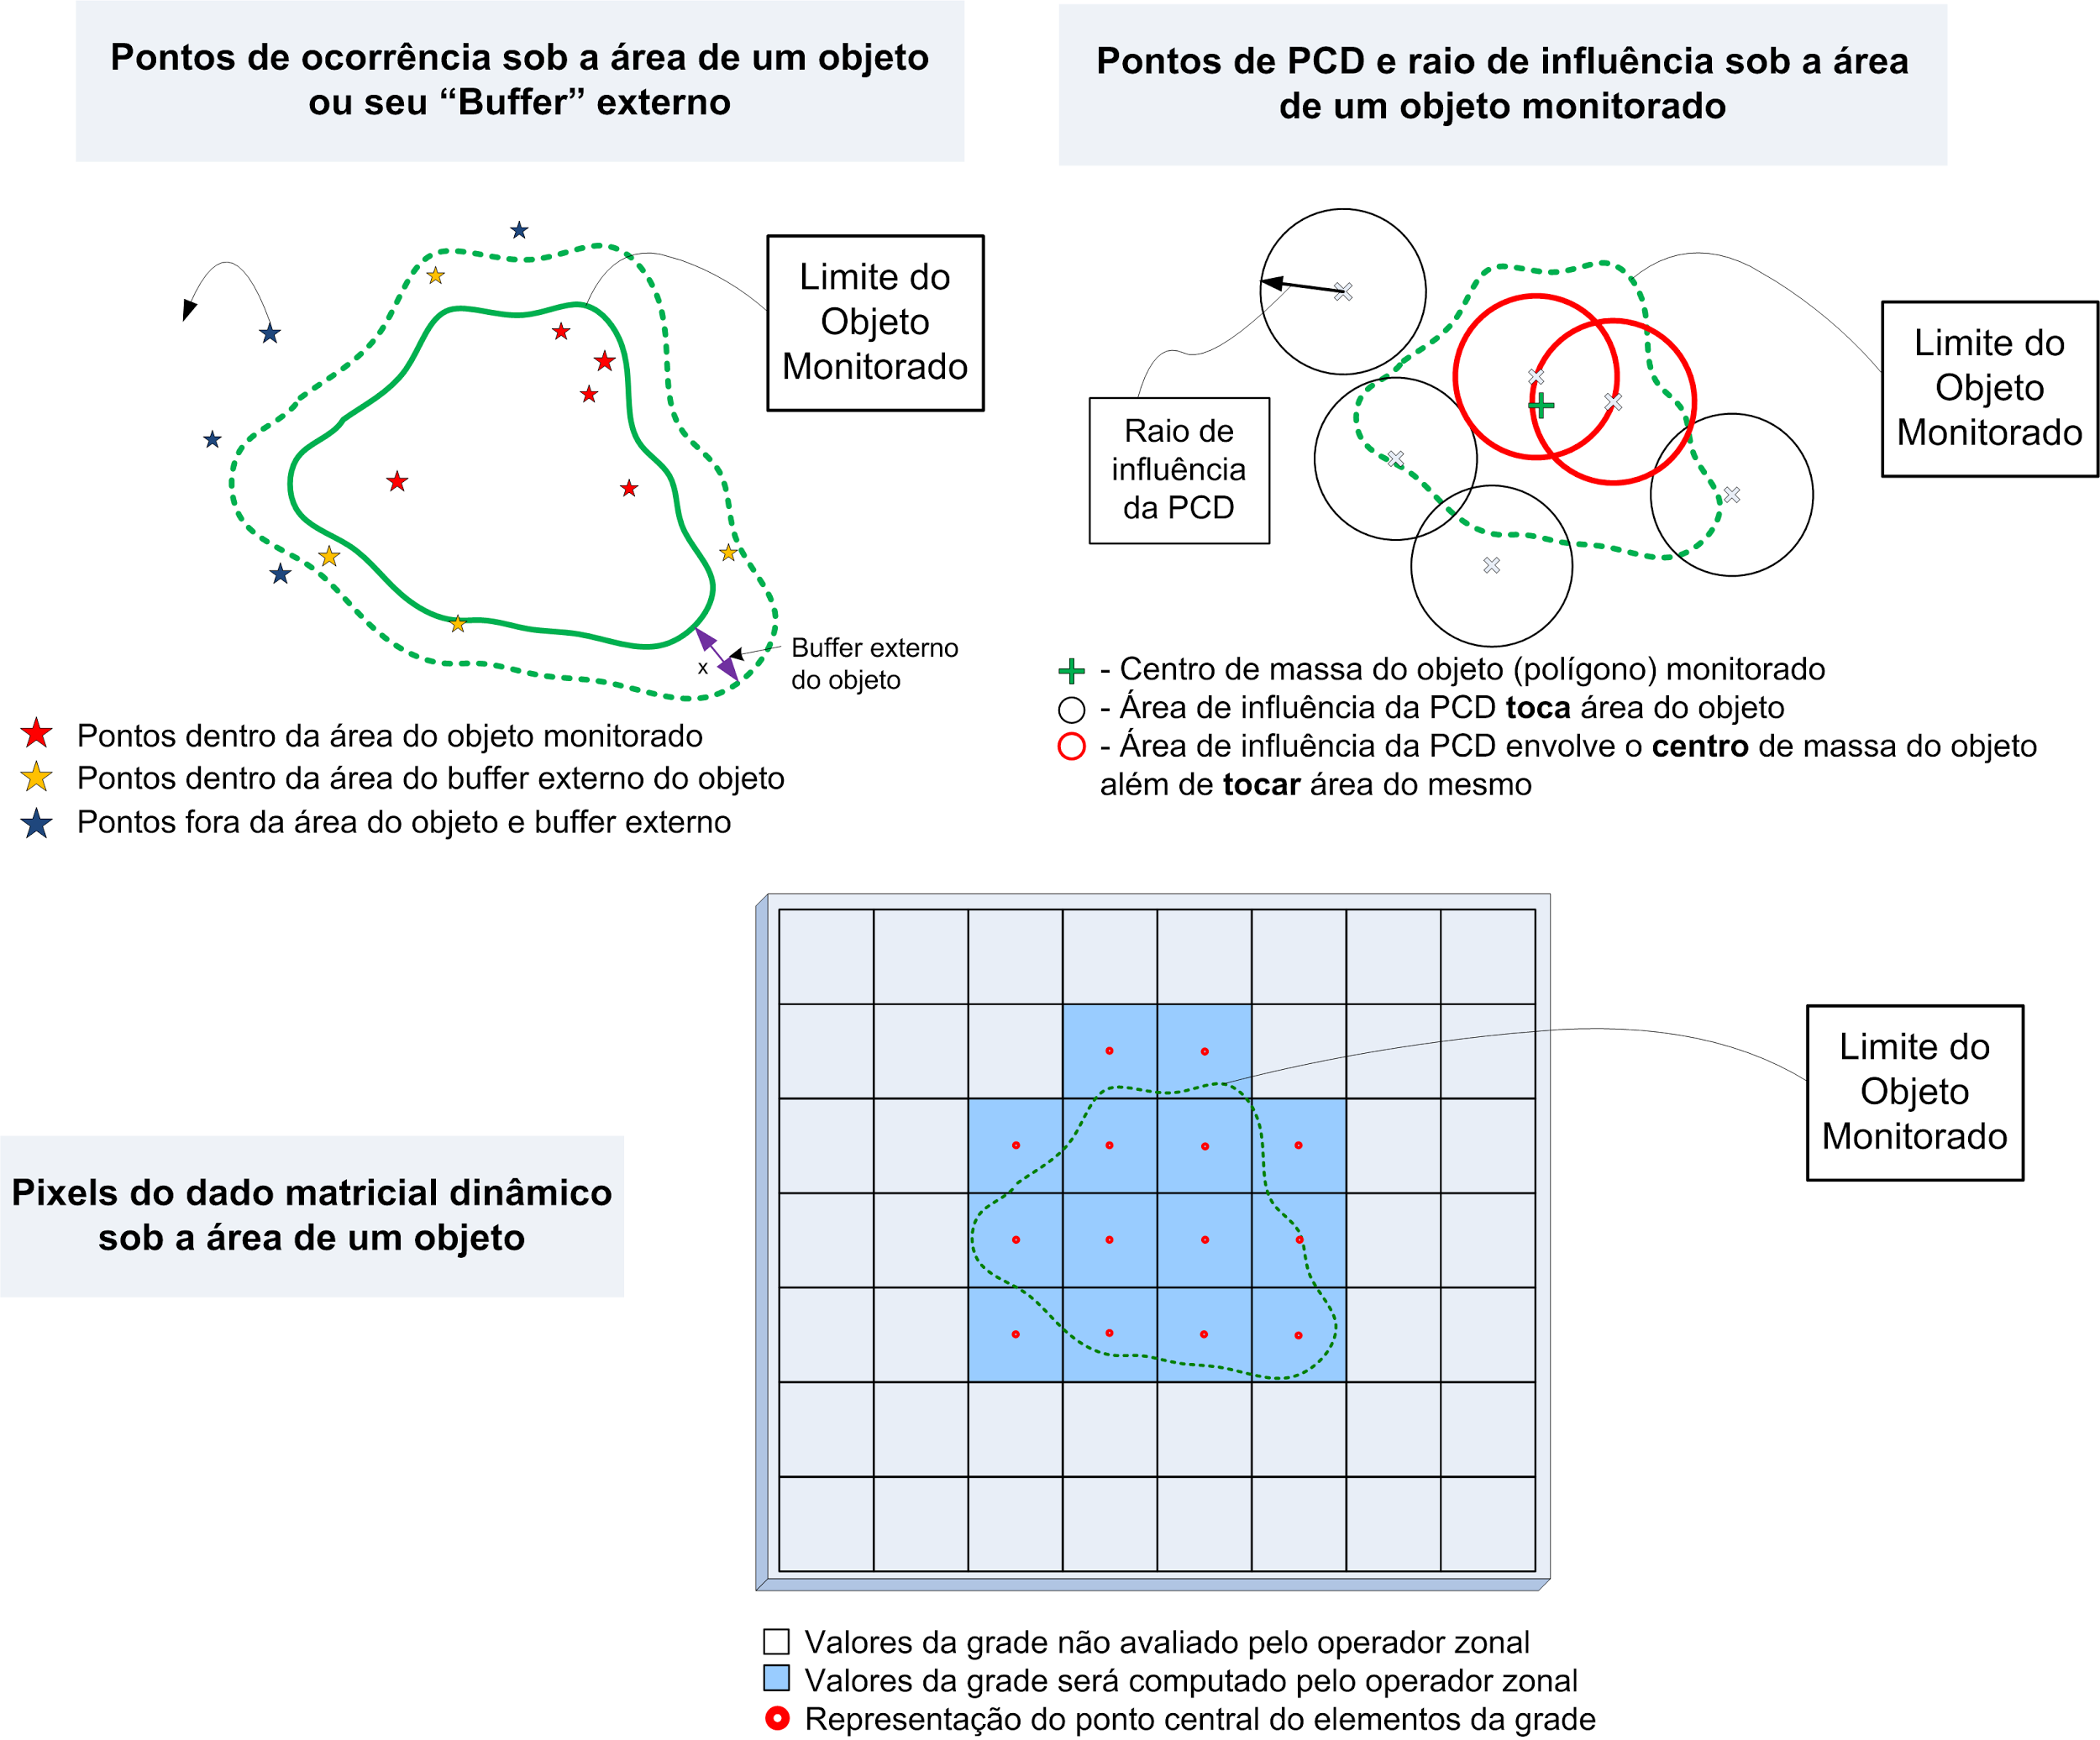 Pontos de ocorrência sob a área de um objeto
ou seu “Buffer” externo
Limite do
Objeto
Monitorado
x
Buffer externo
do objeto
Pontos dentro da área do objeto monitorado
Pontos dentro da área do buffer externo do objeto
Pontos fora da área do objeto e buffer externo
Pontos de PCD e raio de influência sob a área
de um objeto monitorado
Limite do
Objeto
Monitorado
Raio de
influência
da PCD
- Centro de massa do objeto (polígono) monitorado
- Área de influência da PCD toca área do objeto
- Área de influência da PCD envolve o centro de massa do objeto
além de tocar área do mesmo
Pixels do dado matricial dinâmico
sob a área de um objeto
Limite do
Objeto
Monitorado
Valores da grade não avaliado pelo operador zonal
Valores da grade será computado pelo operador zonal
Representação do ponto central do elementos da grade